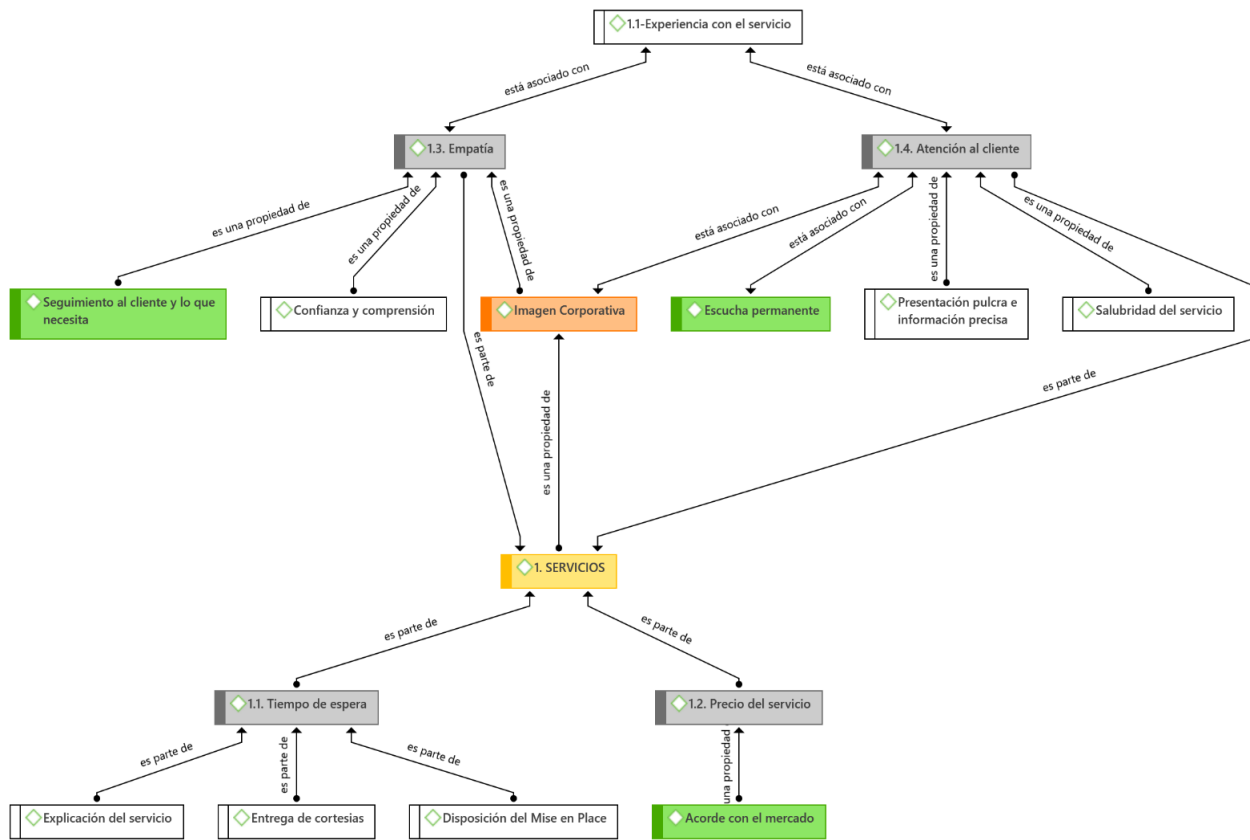 1.1-Experiencia con el servicio
está asociado con
está asociado con
1.3. Empatía
1.4. Atención al cliente
es una propiedad de
es una propiedad de
es una propiedad de
está asociado con
está asociado con
es una propiedad de
es una propiedad de
Seguimiento al cliente y lo que
necesita
Confianza y comprensión
Imagen Corporativa
Escucha permanente
Presentación pulcra e
información precisa
Salubridad del servicio
es parte de
es parte de
es una propiedad de
1. SERVICIOS
es parte de
es parte de
1.1. Tiempo de espera
1.2. Precio del servicio
es parte de
es parte de
es parte de
una propiedad d
Explicación del servicio
Entrega de cortesias
Disposición del Mise en Place
Acorde con el mercado